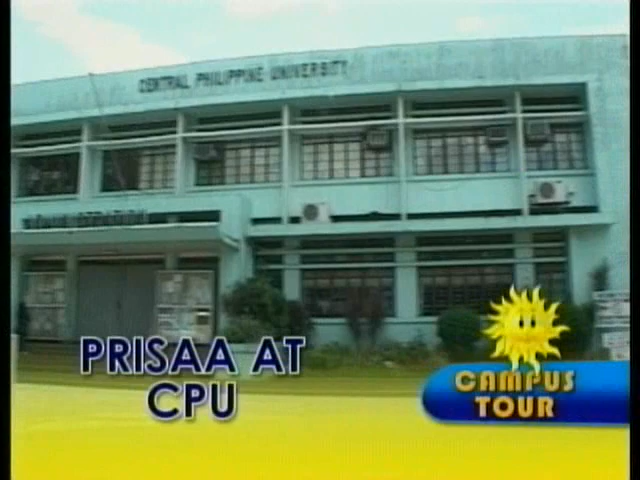 CENTRAL PHILIPPINE UNIVERSITY
ADMINISTRATION
PRISAA AT
CPU
CAMPUS
TOUR